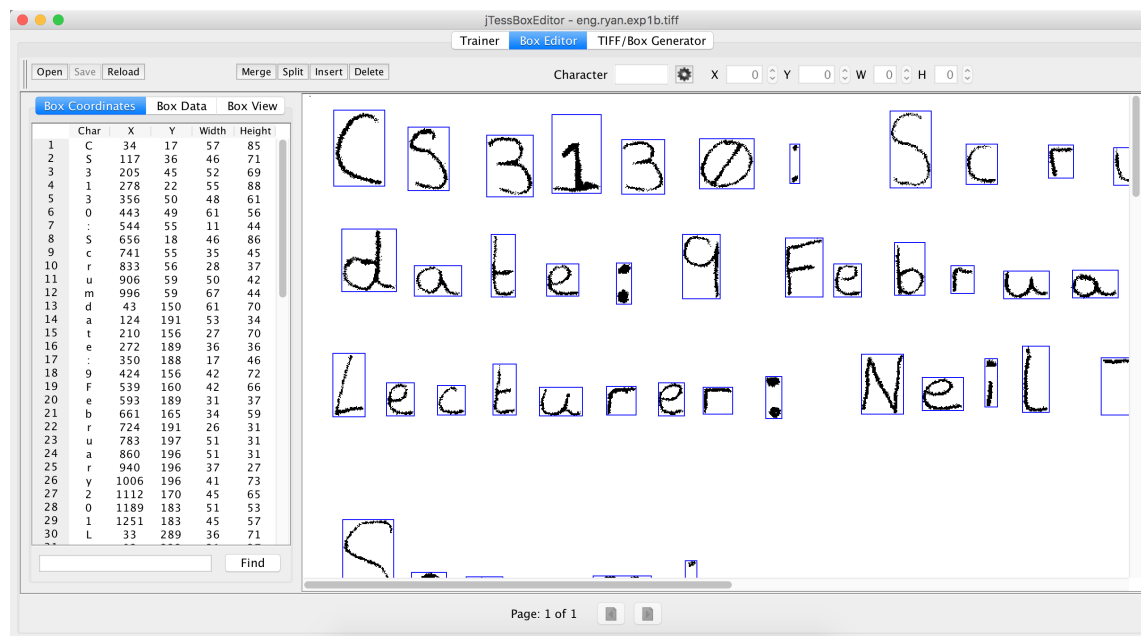 jTessBoxEditor - eng.ryan.exp1b.tiff
Trainer Box Editor TIFF/Box Generator
Open Save Reload Merge Split Insert Delete Character X 0 Y 0 W 0 H 0
Box Coordinates Box Data Box View
Char X Y Width Height
1 C 34 17 57 85
2 S 117 36 46 71
3 3 205 45 52 69
4 1 278 22 55 88
5 3 356 50 48 61
6 0 443 49 61 56
7 : 544 55 11 44
8 S 656 18 46 86
9 c 741 55 35 45
10 r 833 56 28 37
11 u 906 59 50 42
12 m 996 59 67 44
13 d 43 150 61 70
14 a 124 191 53 34
15 t 210 156 27 70
16 e 272 189 36 36
17 : 350 188 17 46
18 9 424 156 42 72
19 F 539 160 42 66
20 e 593 189 31 37
21 b 661 165 34 59
22 r 724 191 26 31
23 u 783 197 51 31
24 a 860 196 51 31
25 r 940 196 37 27
26 y 1006 196 41 73
27 2 1112 170 45 65
28 0 1189 183 51 53
29 1 1251 183 45 57
30 L 33 289 36 71
Find
CS3130: Scru
date: 9 Februa
Lecturer: Neil
Page: 1 of 1